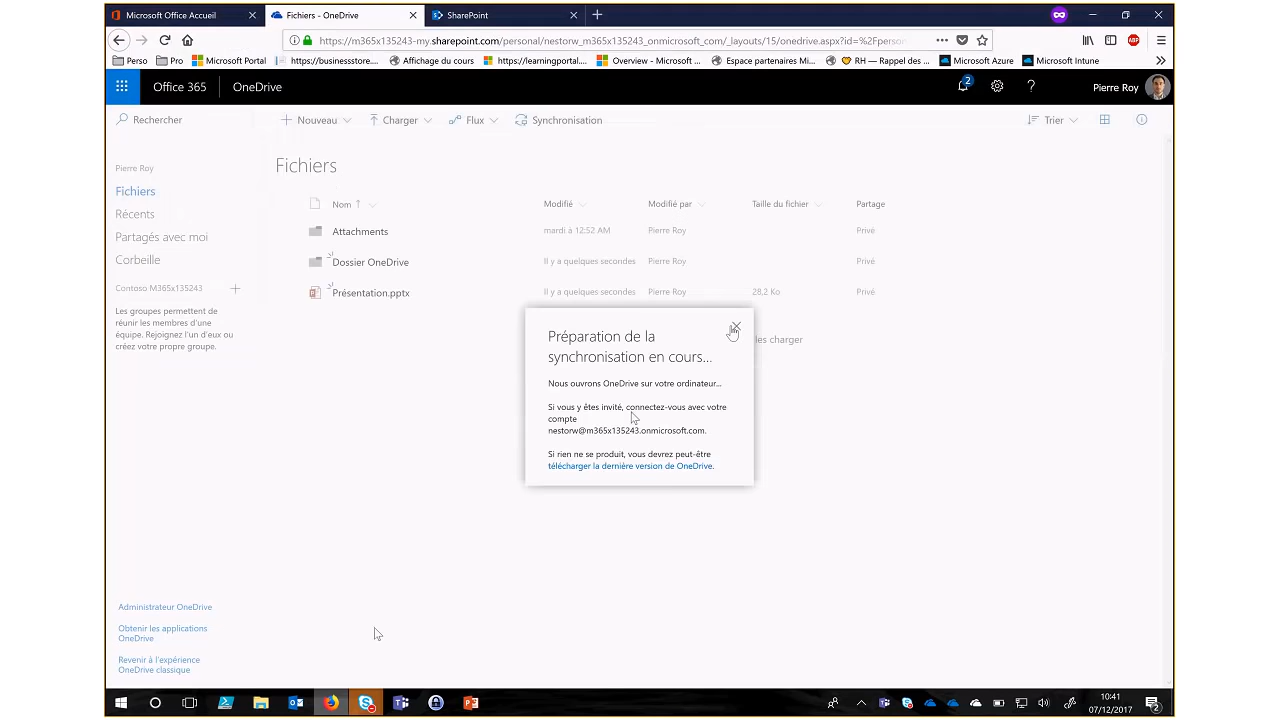 Microsoft Office Accueil
Fichiers - OneDrive
SharePoint
https://m365x135243-my.sharepoint.com/personal/nestorw_m365x135243_onmicrosoft_com/_layouts/15/onedrive.aspx?id=%2Fperson
Perso
Pro
Microsoft Portal
https://businessstore....
Affichage du cours
https://learningportal....
Overview - Microsoft ...
Espace partenaires Mi...
RH — Rappel des ...
Microsoft Azure
Microsoft Intune
Office 365
OneDrive
2
?
Pierre Roy
Rechercher
Nouveau
Charger
Flux
Synchronisation
Trier
Pierre Roy
Fichiers
Récents
Partagés avec moi
Corbeille
Contoso M365x135243
Les groupes permettent de
réunir les membres d'une
équipe. Rejoignez l'un d'eux ou
créez votre propre groupe.
Fichiers
Nom
Modifié
Modifié par
Taille du fichier
Partage
Attachments
mardi à 12:52 AM
Pierre Roy
Privé
Dossier OneDrive
Il y a quelques secondes
Pierre Roy
Privé
Présentation.pptx
Il y a quelques secondes
Pierre Roy
28,2 Ko
Privé
les charger
Préparation de la
synchronisation en cours...
Nous ouvrons OneDrive sur votre ordinateur...
Si vous y êtes invité, connectez-vous avec votre
compte
nestorw@m365x135243.onmicrosoft.com.
Si rien ne se produit, vous devrez peut-être
télécharger la dernière version de OneDrive.
Administrateur OneDrive
Obtenir les applications
OneDrive
Revenir à l'expérience
OneDrive classique
10:41
07/12/2017
2